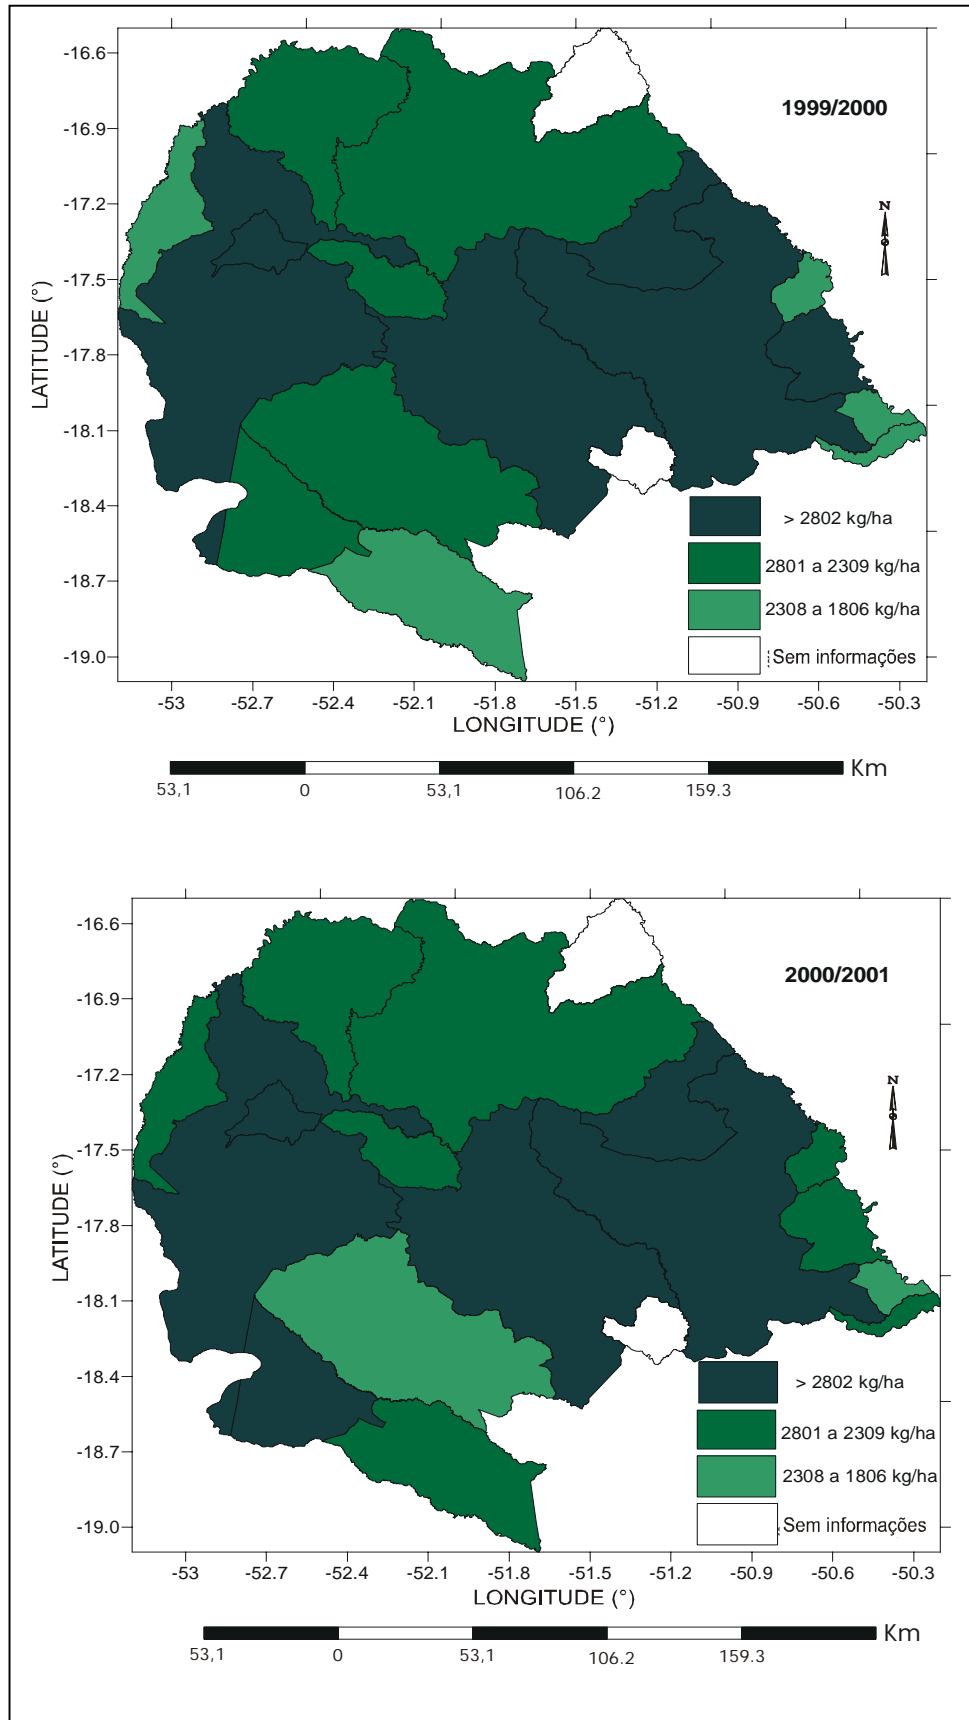 -16.6
1999/2000
-16.9
-17.2
N
-17.5
LATITUDE (°)
-17.8
-18.1
-18.4
> 2802 kg/ha
2801 a 2309 kg/ha
-18.7
2308 a 1806 kg/ha
Sem informações
-19.0
-53 -52.7 -52.4 -52.1 -51.8 -51.5 -51.2 -50.9 -50.6 -50.3
LONGITUDE (°)
Km
53,1 0 53,1 106.2 159.3
-16.6
2000/2001
-16.9
-17.2
N
-17.5
LATITUDE (°)
-17.8
-18.1
-18.4
> 2802 kg/ha
2801 a 2309 kg/ha
-18.7
2308 a 1806 kg/ha
Sem informações
-19.0
-53 -52.7 -52.4 -52.1 -51.8 -51.5 -51.2 -50.9 -50.6 -50.3
LONGITUDE (°)
Km
53,1 0 53,1 106.2 159.3